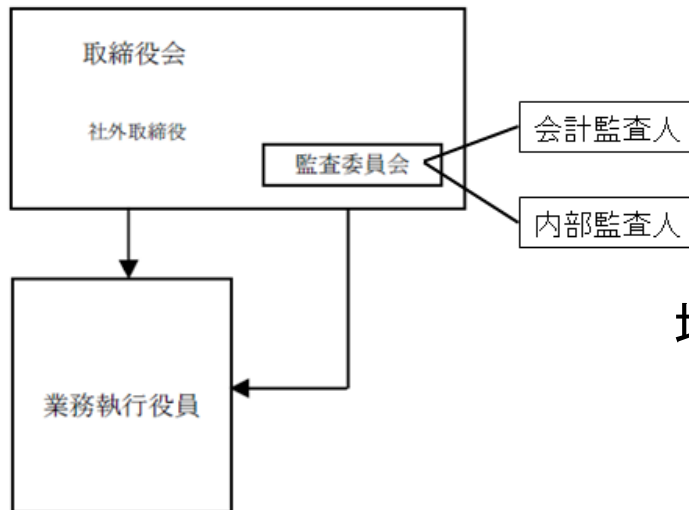 取締役会
社外取締役
監査委員会
会計監査人
内部監査人
業務執行役員